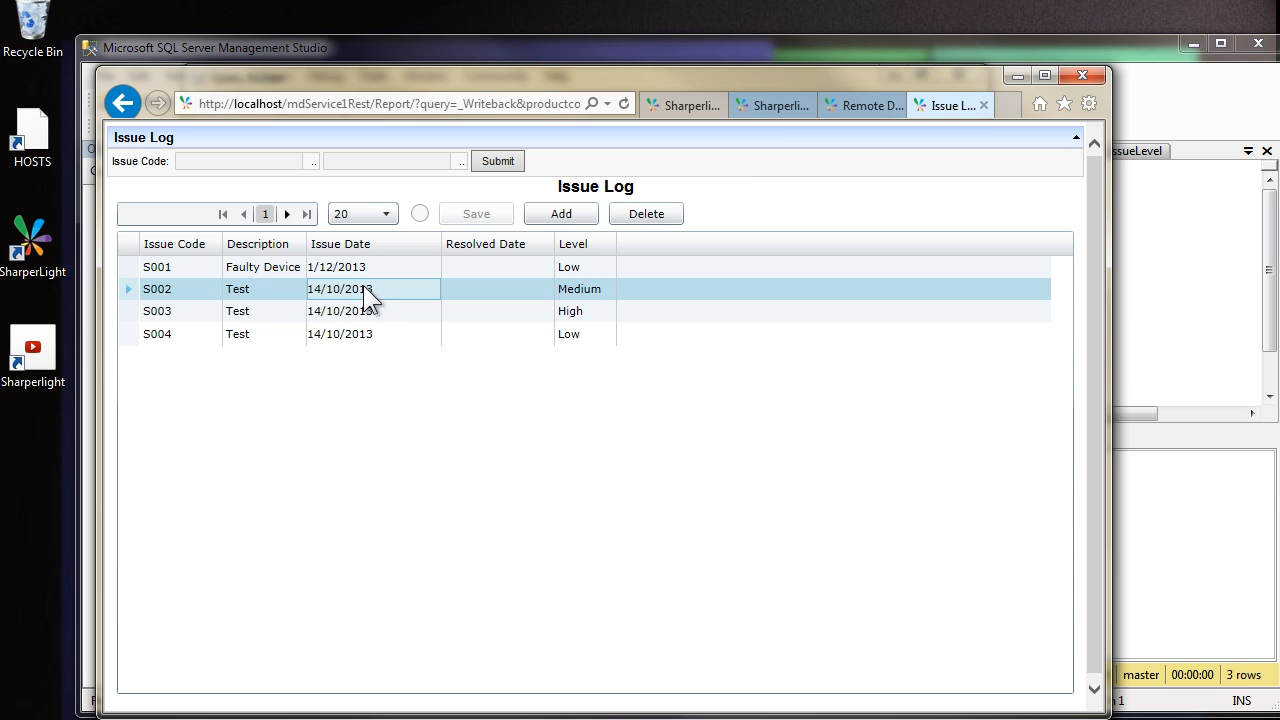 Recycle Bin
HOSTS
SharperLight
Sharperlight
Microsoft SQL Server Management Studio
http://localhost/mdService1Rest/Report/?query=_Writeback&productco
Sharperli...
Sharperli...
Remote D...
Issue L...
ssueLevel
Issue Log
Issue Code:
..
..
Submit
Issue Log
1
20
Save
Add
Delete
Issue Code Description Issue Date Resolved Date Level
S001 Faulty Device 1/12/2013 Low
S002 Test 14/10/2013 Medium
S003 Test 14/10/2013 High
S004 Test 14/10/2013 Low
master 00:00:00 3 rows
1 INS